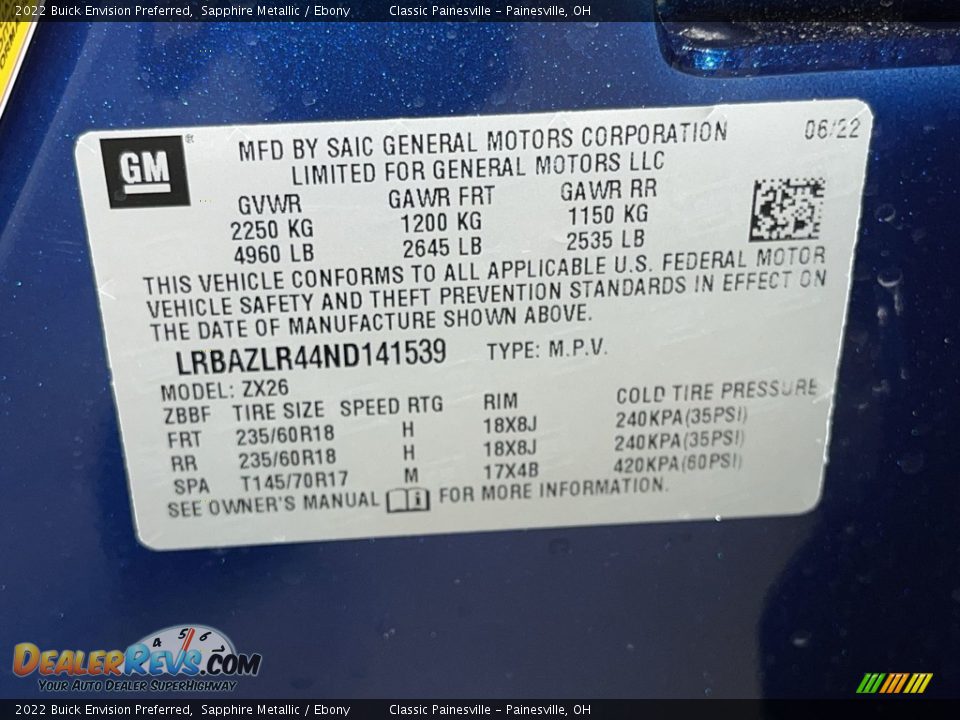 2022 Buick Envision Preferred, Sapphire Metallic / Ebony Classic Painesville - Painesville, OH
GM ®
MFD BY SAIC GENERAL MOTORS CORPORATION 06/22
LIMITED FOR GENERAL MOTORS LLC
GVWR GAWR FRT GAWR RR
2250 KG 1200 KG 1150 KG
4960 LB 2645 LB 2535 LB
THIS VEHICLE CONFORMS TO ALL APPLICABLE U.S. FEDERAL MOTOR
VEHICLE SAFETY AND THEFT PREVENTION STANDARDS IN EFFECT ON
THE DATE OF MANUFACTURE SHOWN ABOVE.
LRBAZLR44ND141539 TYPE: M.P.V.
MODEL: ZX26
ZBBF TIRE SIZE SPEED RTG RIM COLD TIRE PRESSURE
FRT 235/60R18 H 18X8J 240KPA(35PSI)
RR 235/60R18 H 18X8J 240KPA(35PSI)
SPA T145/70R17 M 17X4B 420KPA(60PSI)
SEE OWNER'S MANUAL i FOR MORE INFORMATION.
4 5 6
DEALERREVS.COM
YOUR AUTO DEALER SUPERHIGHWAY
2022 Buick Envision Preferred, Sapphire Metallic / Ebony Classic Painesville - Painesville, OH